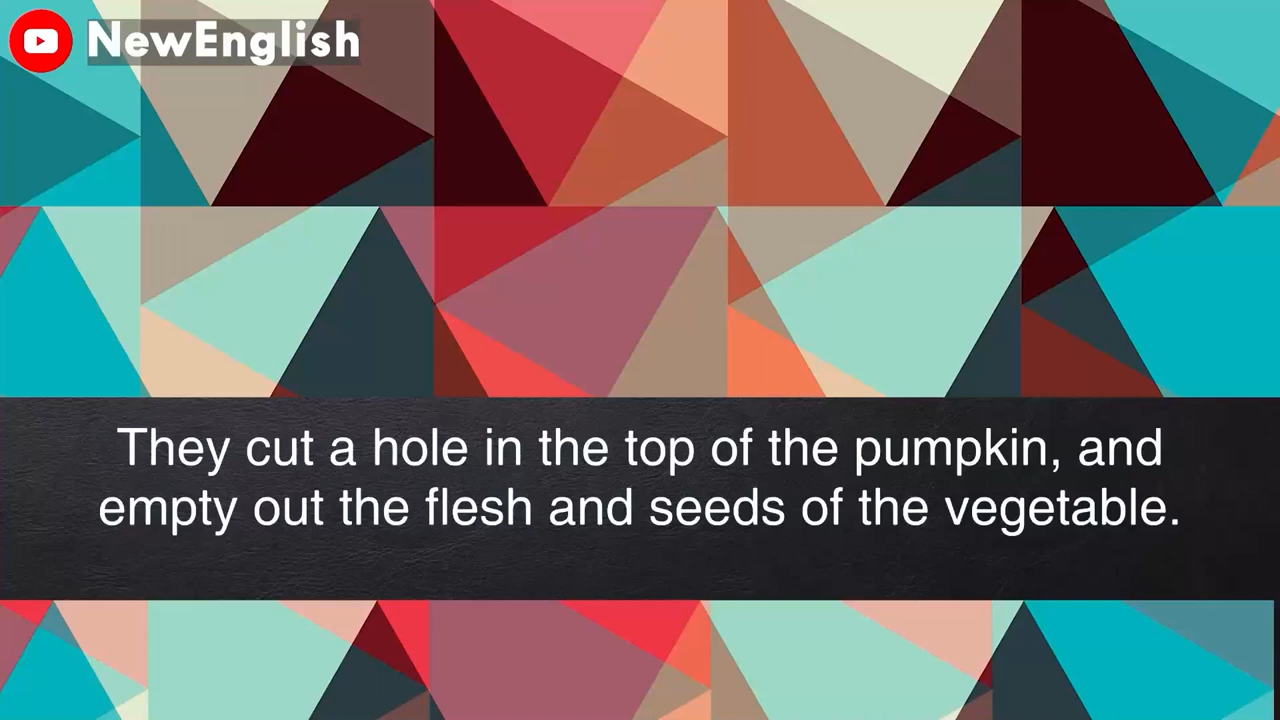 NewEnglish
They cut a hole in the top of the pumpkin, and
empty out the flesh and seeds of the vegetable.